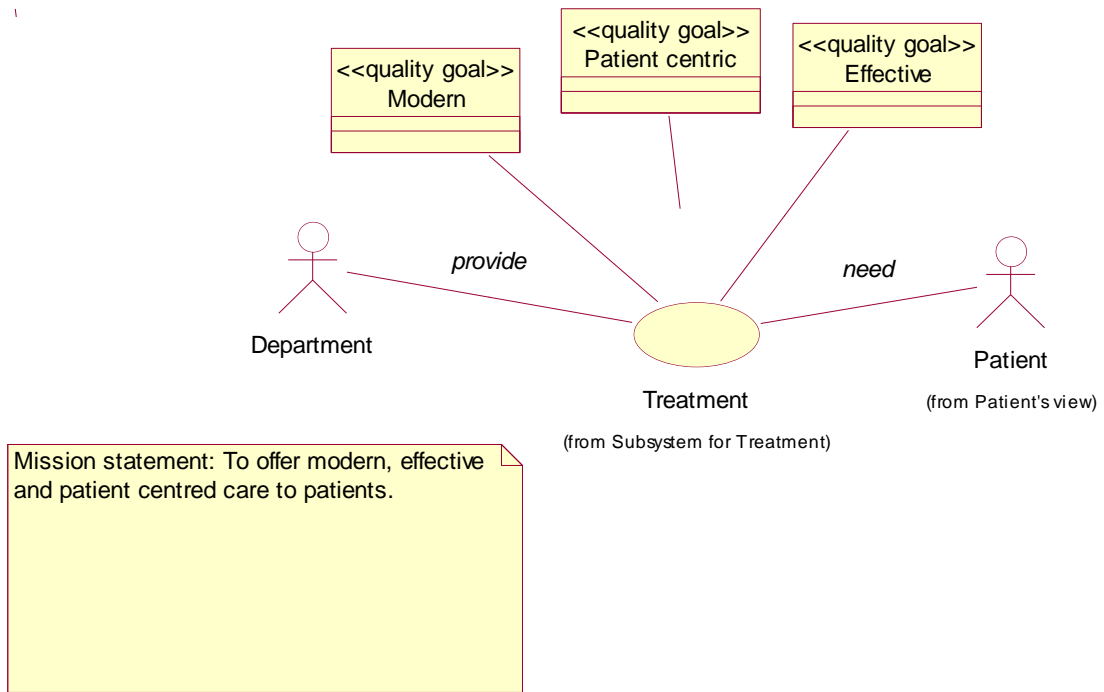 <<quality goal>>
Modern
<<quality goal>>
Patient centric
<<quality goal>>
Effective
provide
need
Department
Patient
(from Patient's view)
Treatment
(from Subsystem for Treatment)
Mission statement: To offer modern, effective
and patient centred care to patients.